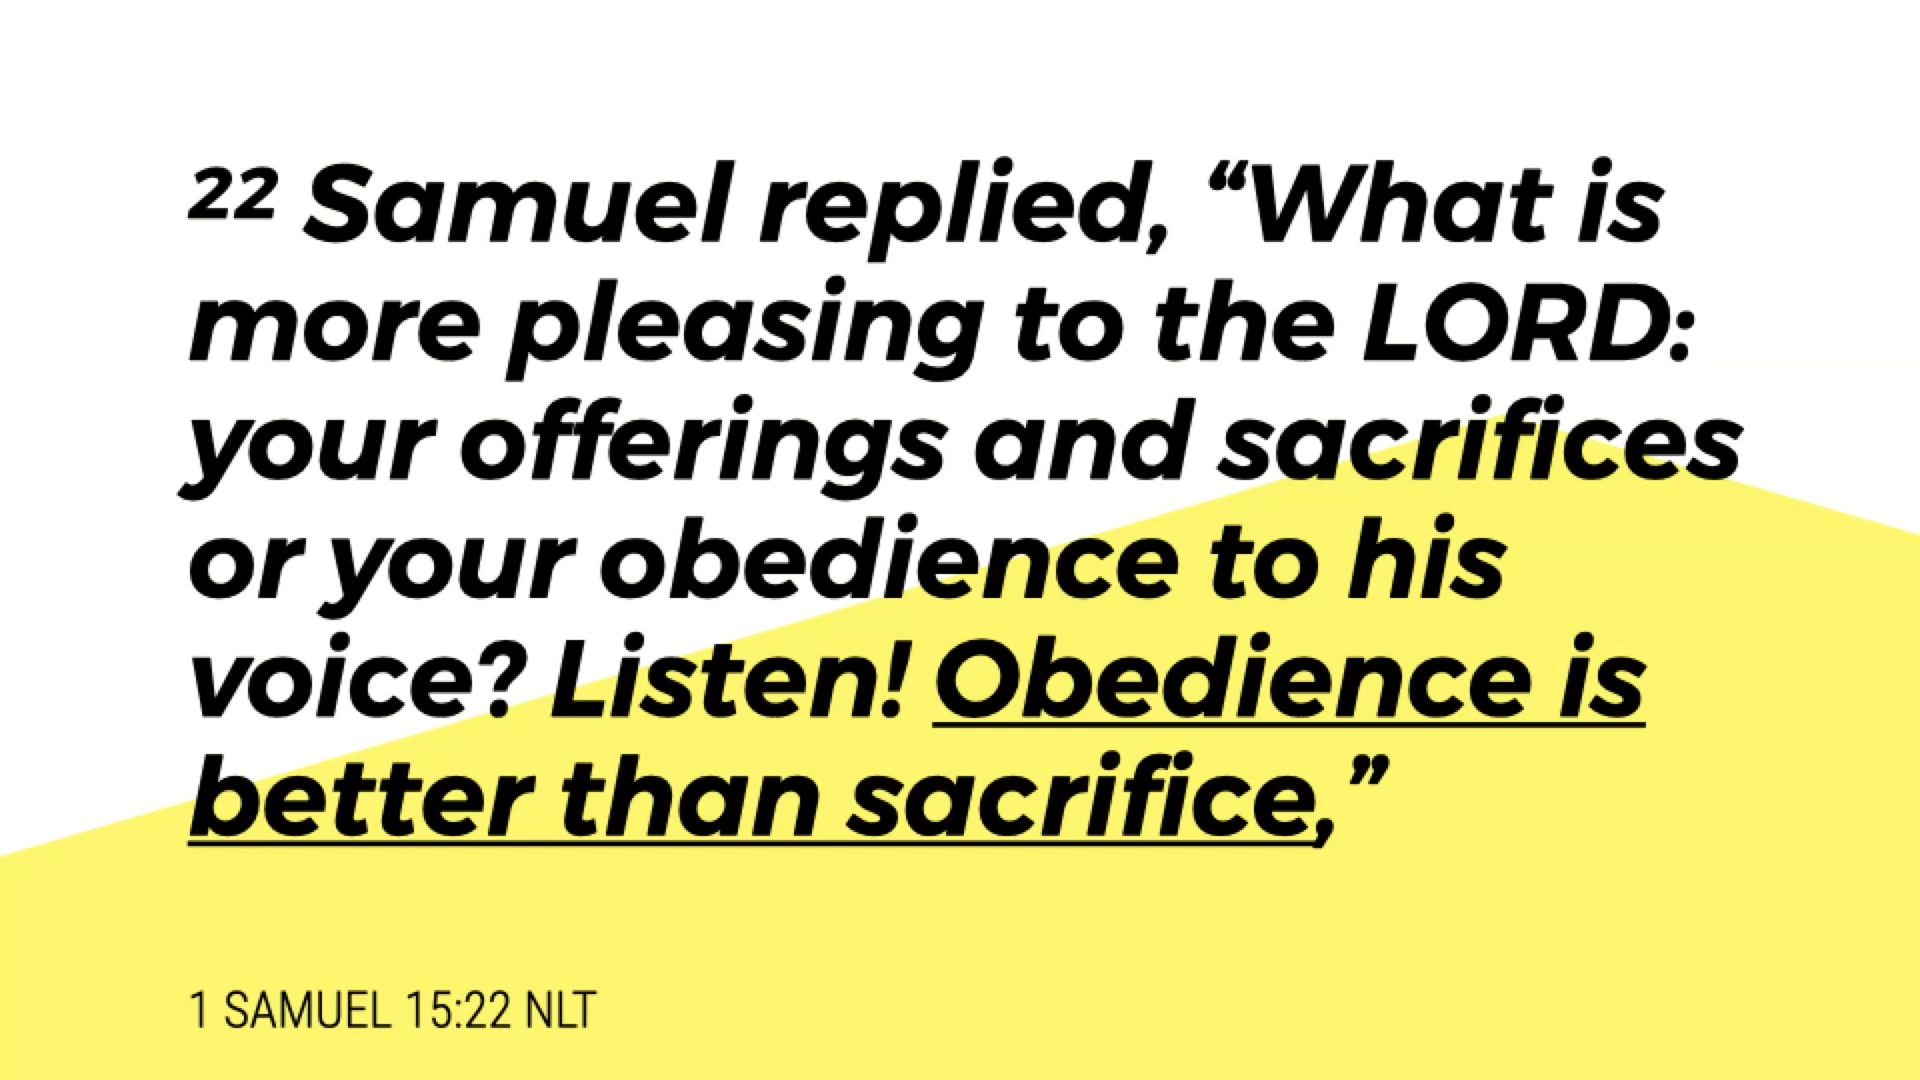 22 Samuel replied, “What is
more pleasing to the LORD:
your offerings and sacrifices
or your obedience to his
voice? Listen! Obedience is
better than sacrifice,”
1 SAMUEL 15:22 NLT